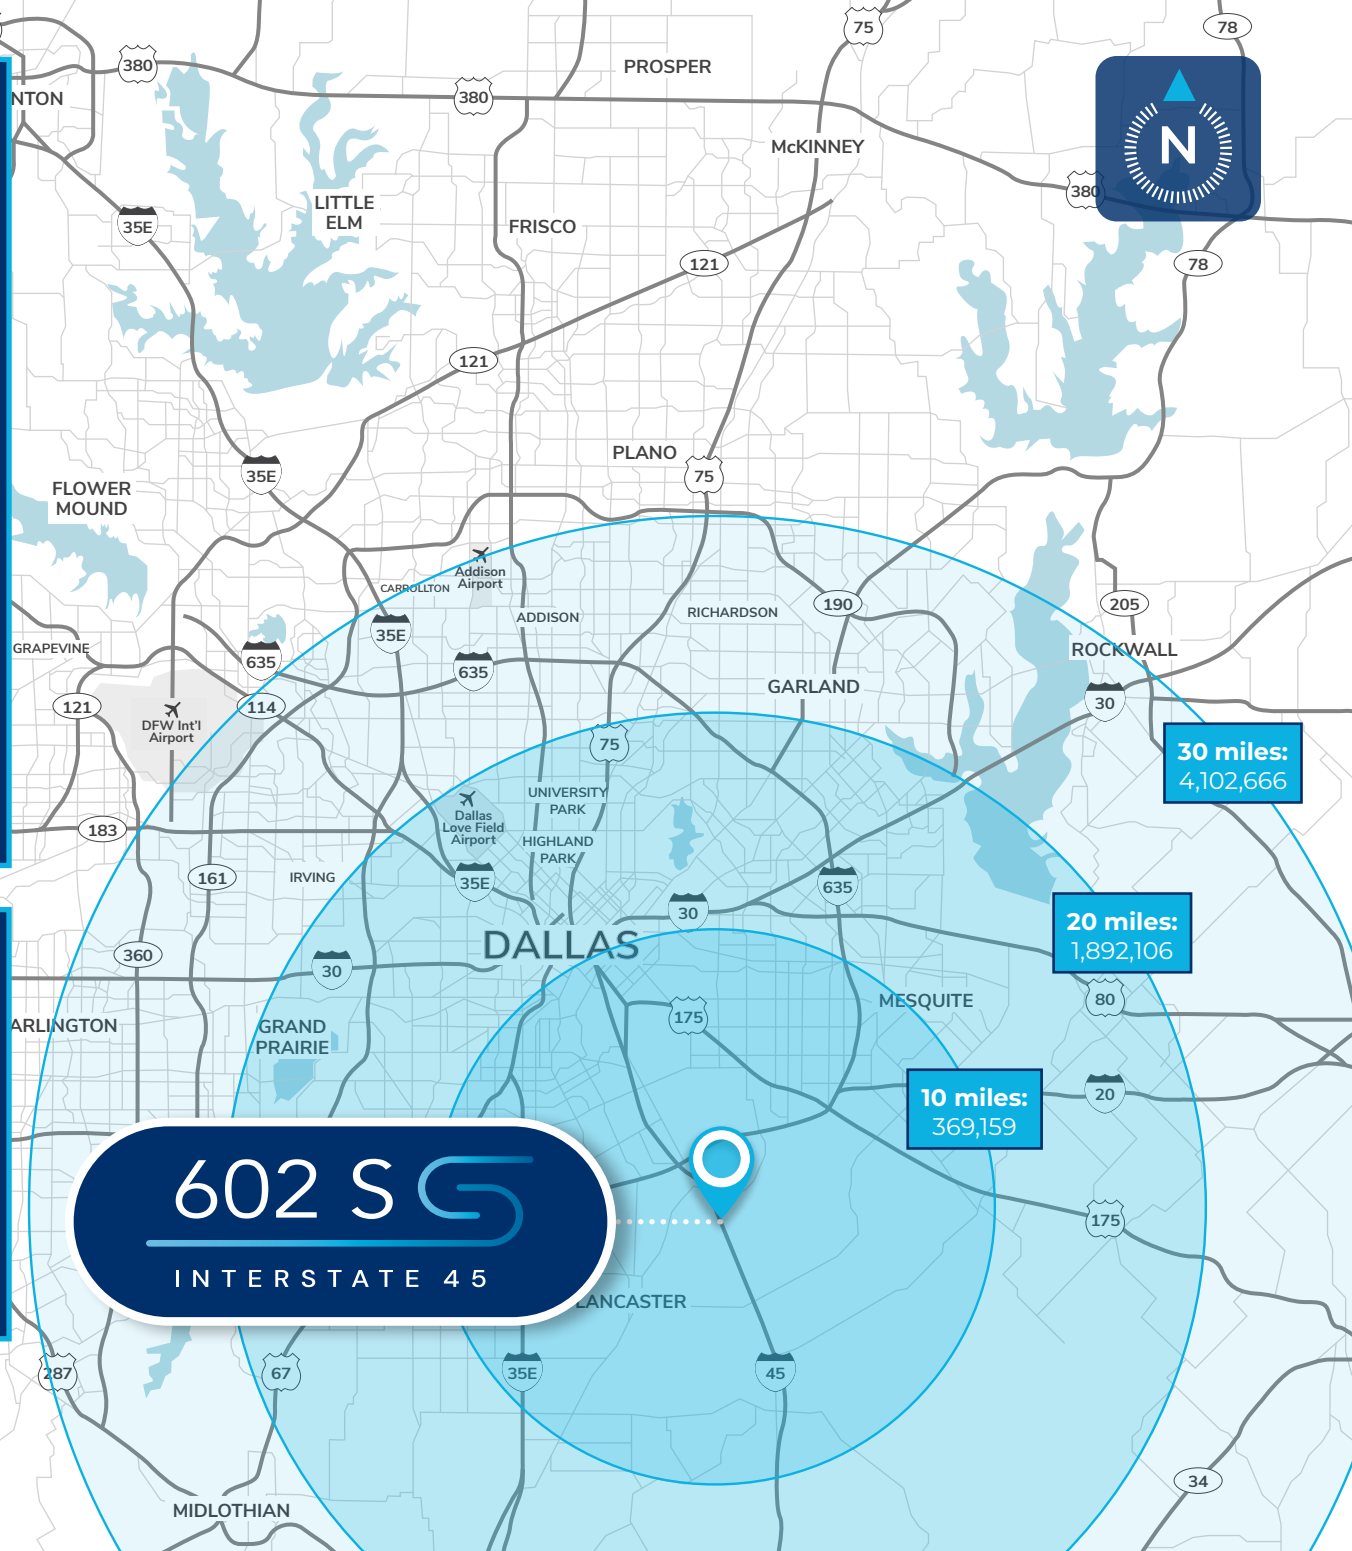 75
78
380
PROSPER
380
NTON
N
McKINNEY
380
LITTLE
ELM
35E
FRISCO
121
78
121
PLANO
75
35E
FLOWER
MOUND
Addison
Airport
CARROLLTON
ADDISON
RICHARDSON
190
205
35E
GRAPEVINE
635
635
ROCKWALL
GARLAND
30
121
114
DFW Int'l
Airport
75
30 miles:
4,102,666
UNIVERSITY
PARK
Dallas
Love Field
Airport
183
HIGHLAND
PARK
161
IRVING
35E
635
30
20 miles:
1,892,106
DALLAS
360
30
80
MESQUITE
175
ARLINGTON
GRAND
PRAIRIE
20
10 miles:
369,159
602 S
INTERSTATE 45
175
LANCASTER
287
67
35E
45
34
MIDLOTHIAN